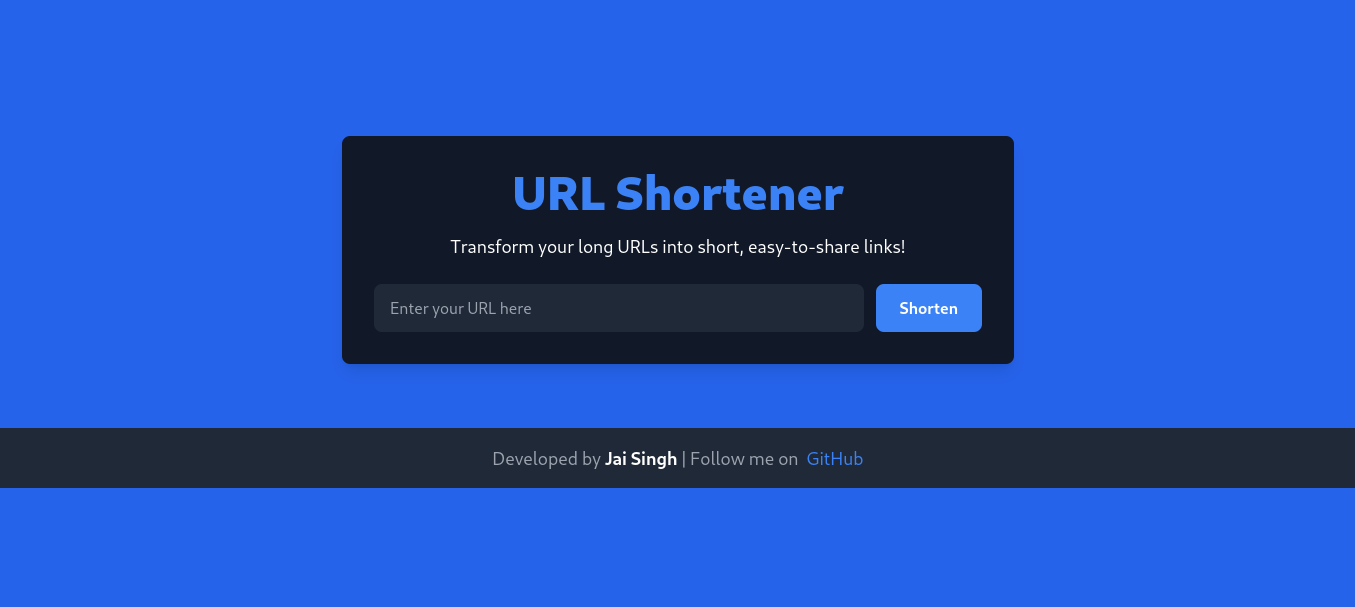 URL Shortener
Transform your long URLs into short, easy-to-share links!
Enter your URL here
Shorten
Developed by Jai Singh | Follow me on GitHub